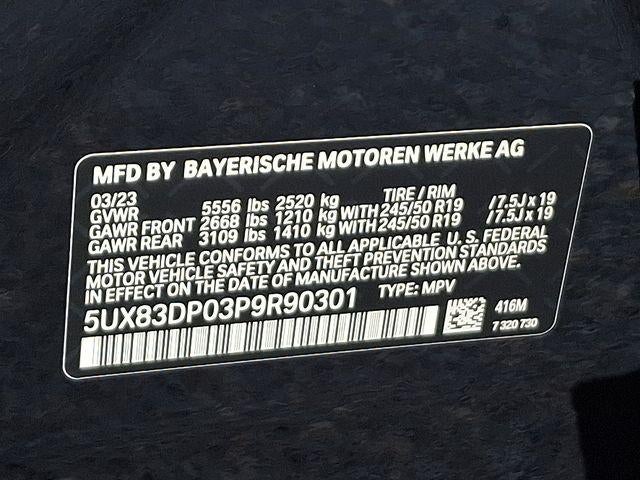 MFD BY BAYERISCHE MOTOREN WERKE AG
03/23 TIRE / RIM
GVWR 5556 lbs 2520 kg
GAWR FRONT 2668 lbs 1210 kg WITH 245/50 R19 /7.5J x 19
GAWR REAR 3109 lbs 1410 kg WITH 245/50 R19 /7.5J x 19
THIS VEHICLE CONFORMS TO ALL APPLICABLE U. S. FEDERAL
MOTOR VEHICLE SAFETY AND THEFT PREVENTION STANDARDS
IN EFFECT ON THE DATE OF MANUFACTURE SHOWN ABOVE.
5UX83DP03P9R90301 TYPE: MPV
416M
7 320 730